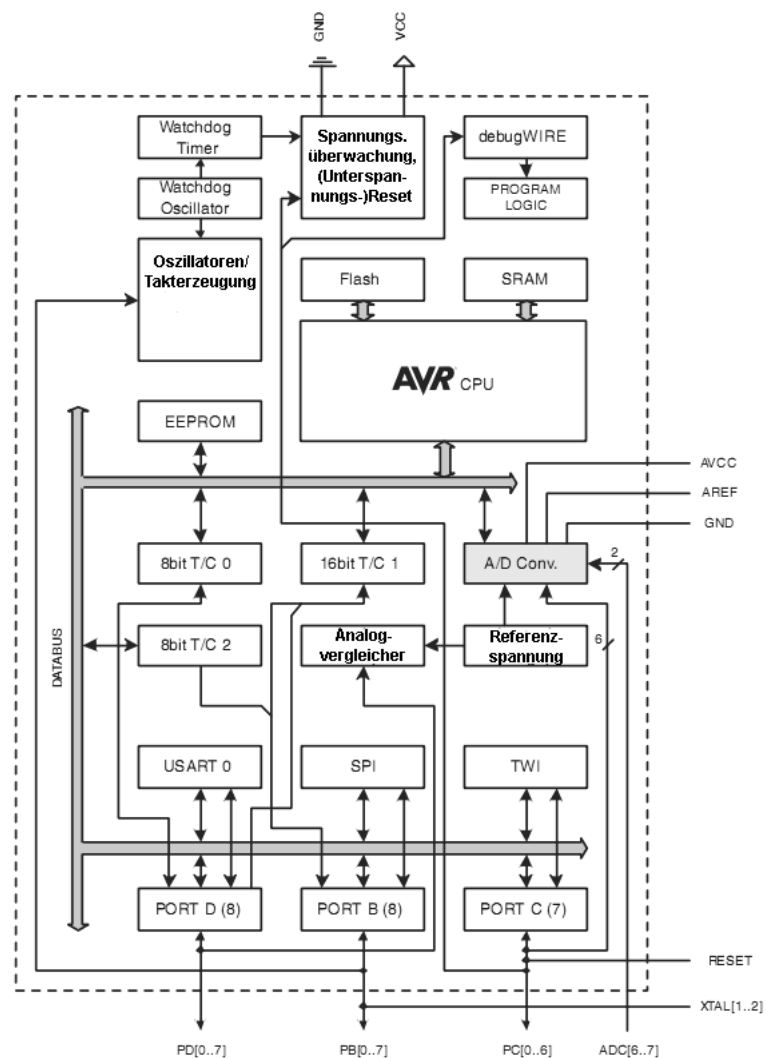 GND
VCC
Watchdog
Timer
Spannungs.
überwachung,
(Unterspan-
nungs-)Reset
debugWIRE
Watchdog
Oscillator
PROGRAM
LOGIC
Oszillatoren/
Takterzeugung
Flash
SRAM
AVR CPU
EEPROM
AVCC
AREF
GND
8bit T/C 0
16bit T/C 1
A/D Conv.
2
DATABUS
8bit T/C 2
Analog-
vergleicher
Referenz-
spannung
6
USART 0
SPI
TWI
PORT D (8)
PORT B (8)
PORT C (7)
RESET
XTAL[1..2]
PD[0..7]
PB[0..7]
PC[0..6]
ADC[6..7]